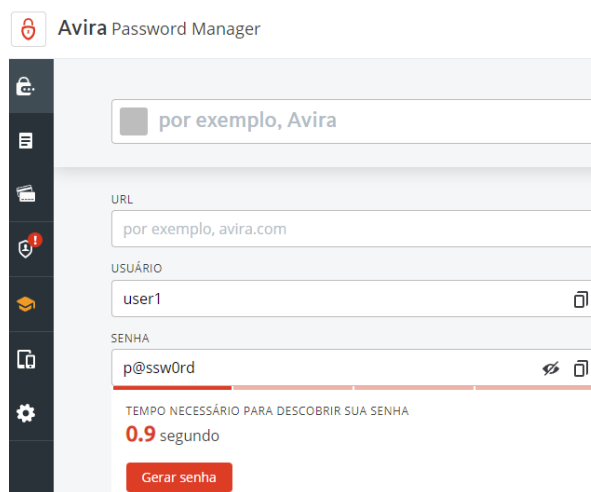 Avira Password Manager
por exemplo, Avira
URL
por exemplo, avira.com
USUÁRIO
user1
SENHA
p@ssw0rd
TEMPO NECESSÁRIO PARA DESCOBRIR SUA SENHA
0.9 segundo
Gerar senha